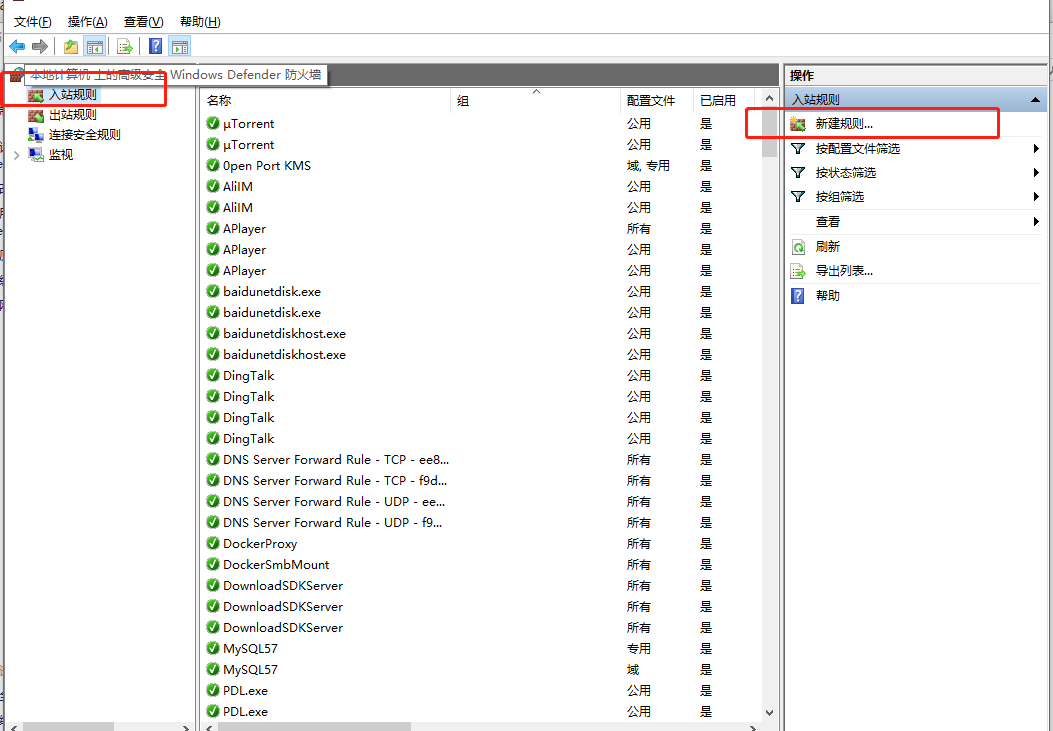 文件(F) 操作(A) 查看(V) 帮助(H)
本地计算机 上的高级安全 Windows Defender 防火墙
入站规则
出站规则
连接安全规则
监视
名称 组 配置文件 已启用
µTorrent 公用 是
µTorrent 公用 是
0pen Port KMS 域, 专用 是
AliIM 公用 是
AliIM 公用 是
APlayer 所有 是
APlayer 公用 是
APlayer 公用 是
baidunetdisk.exe 公用 是
baidunetdisk.exe 公用 是
baidunetdiskhost.exe 公用 是
baidunetdiskhost.exe 公用 是
DingTalk 公用 是
DingTalk 公用 是
DingTalk 公用 是
DingTalk 公用 是
DNS Server Forward Rule - TCP - ee8... 所有 是
DNS Server Forward Rule - TCP - f9d... 所有 是
DNS Server Forward Rule - UDP - ee... 所有 是
DNS Server Forward Rule - UDP - f9... 所有 是
DockerProxy 所有 是
DockerSmbMount 所有 是
DownloadSDKServer 所有 是
DownloadSDKServer 所有 是
DownloadSDKServer 所有 是
MySQL57 专用 是
MySQL57 域 是
PDL.exe 公用 是
PDL.exe 公用 是
操作
入站规则
新建规则...
按配置文件筛选
按状态筛选
按组筛选
查看
刷新
导出列表...
帮助